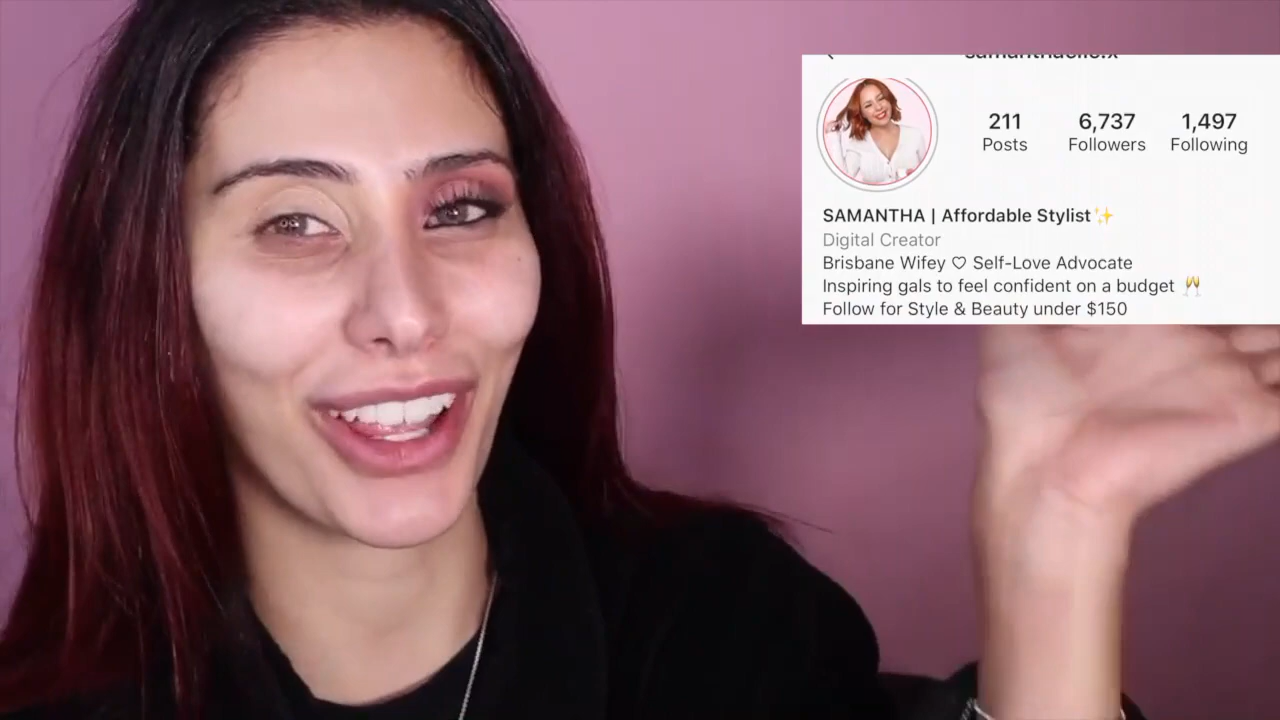 211 6,737 1,497
Posts Followers Following
SAMANTHA | Affordable Stylist✨
Digital Creator
Brisbane Wifey ♡ Self-Love Advocate
Inspiring gals to feel confident on a budget 🥂
Follow for Style & Beauty under $150